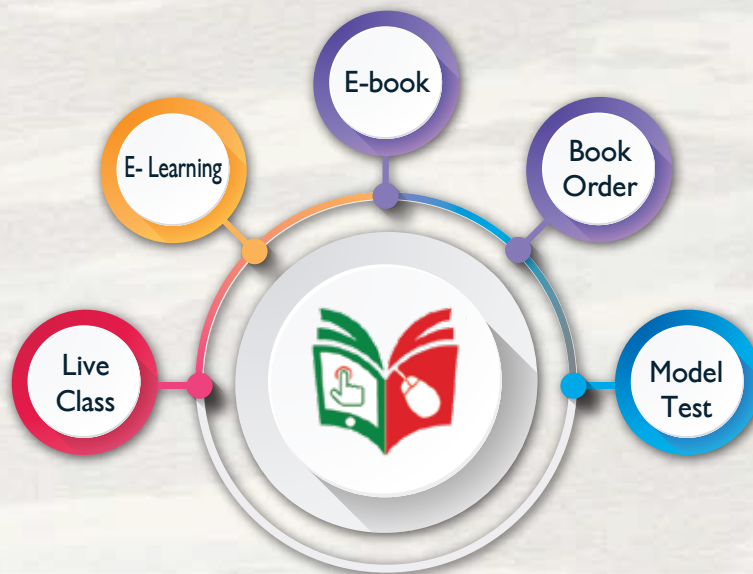 E-book
E- Learning
Book
Order
Live
Class
Model
Test